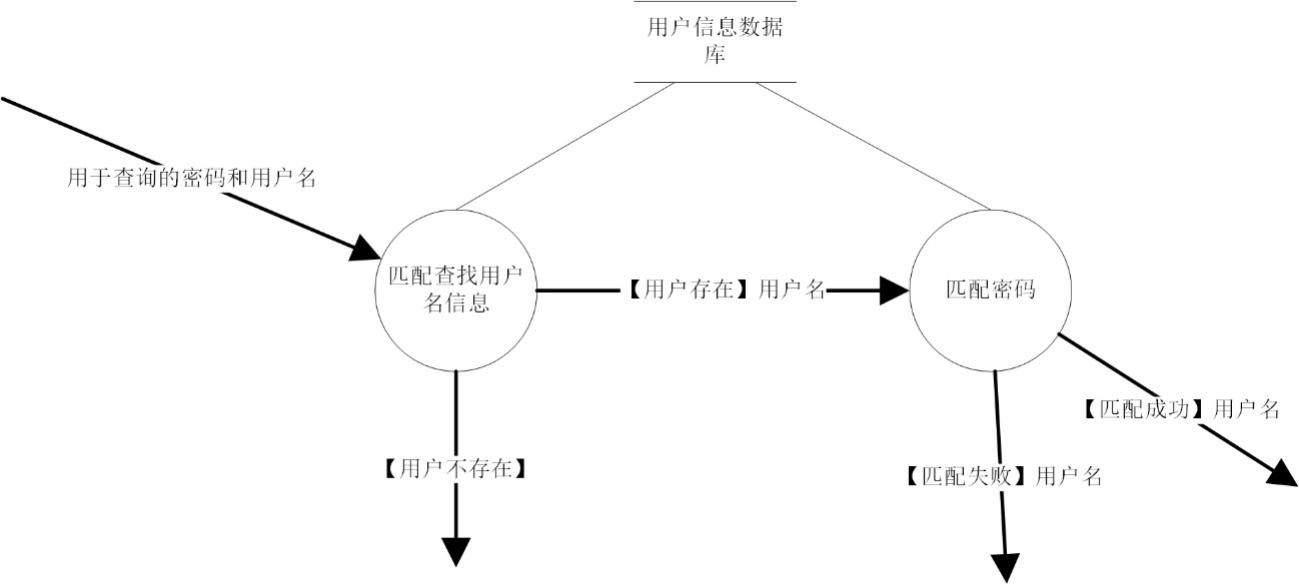 用户信息数据
库
用于查询的密码和用户名
匹配查找用户
名信息
【用户存在】用户名
匹配密码
【匹配成功】用户名
【用户不存在】
【匹配失败】用户名